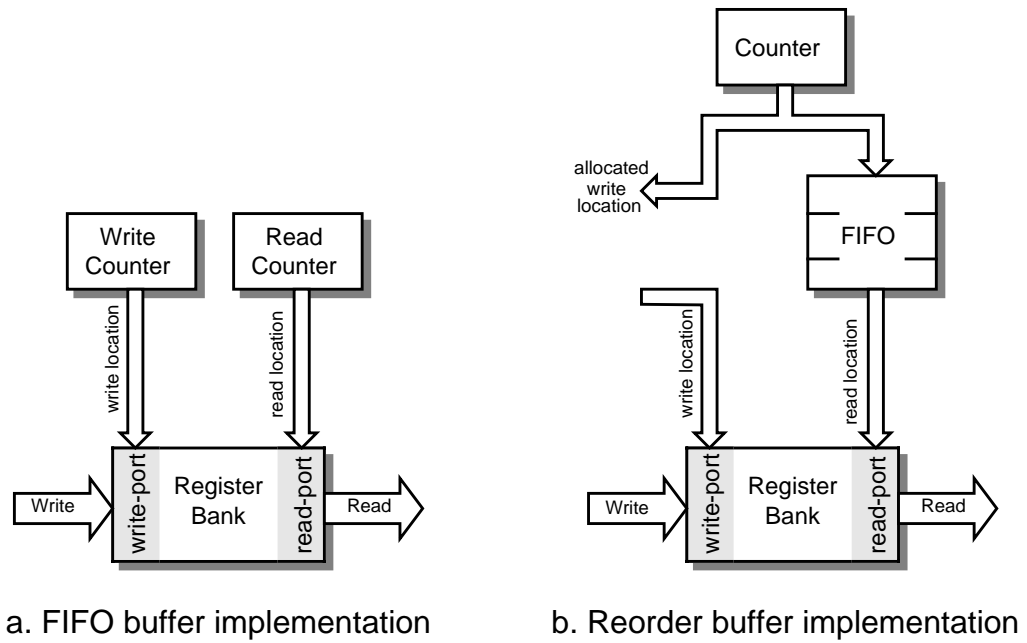 Write
Counter
Read
Counter
write location
read location
Write
write-port
Register
Bank
read-port
Read
a. FIFO buffer implementation
Counter
allocated
write
location
FIFO
write location
read location
Write
write-port
Register
Bank
read-port
Read
b. Reorder buffer implementation